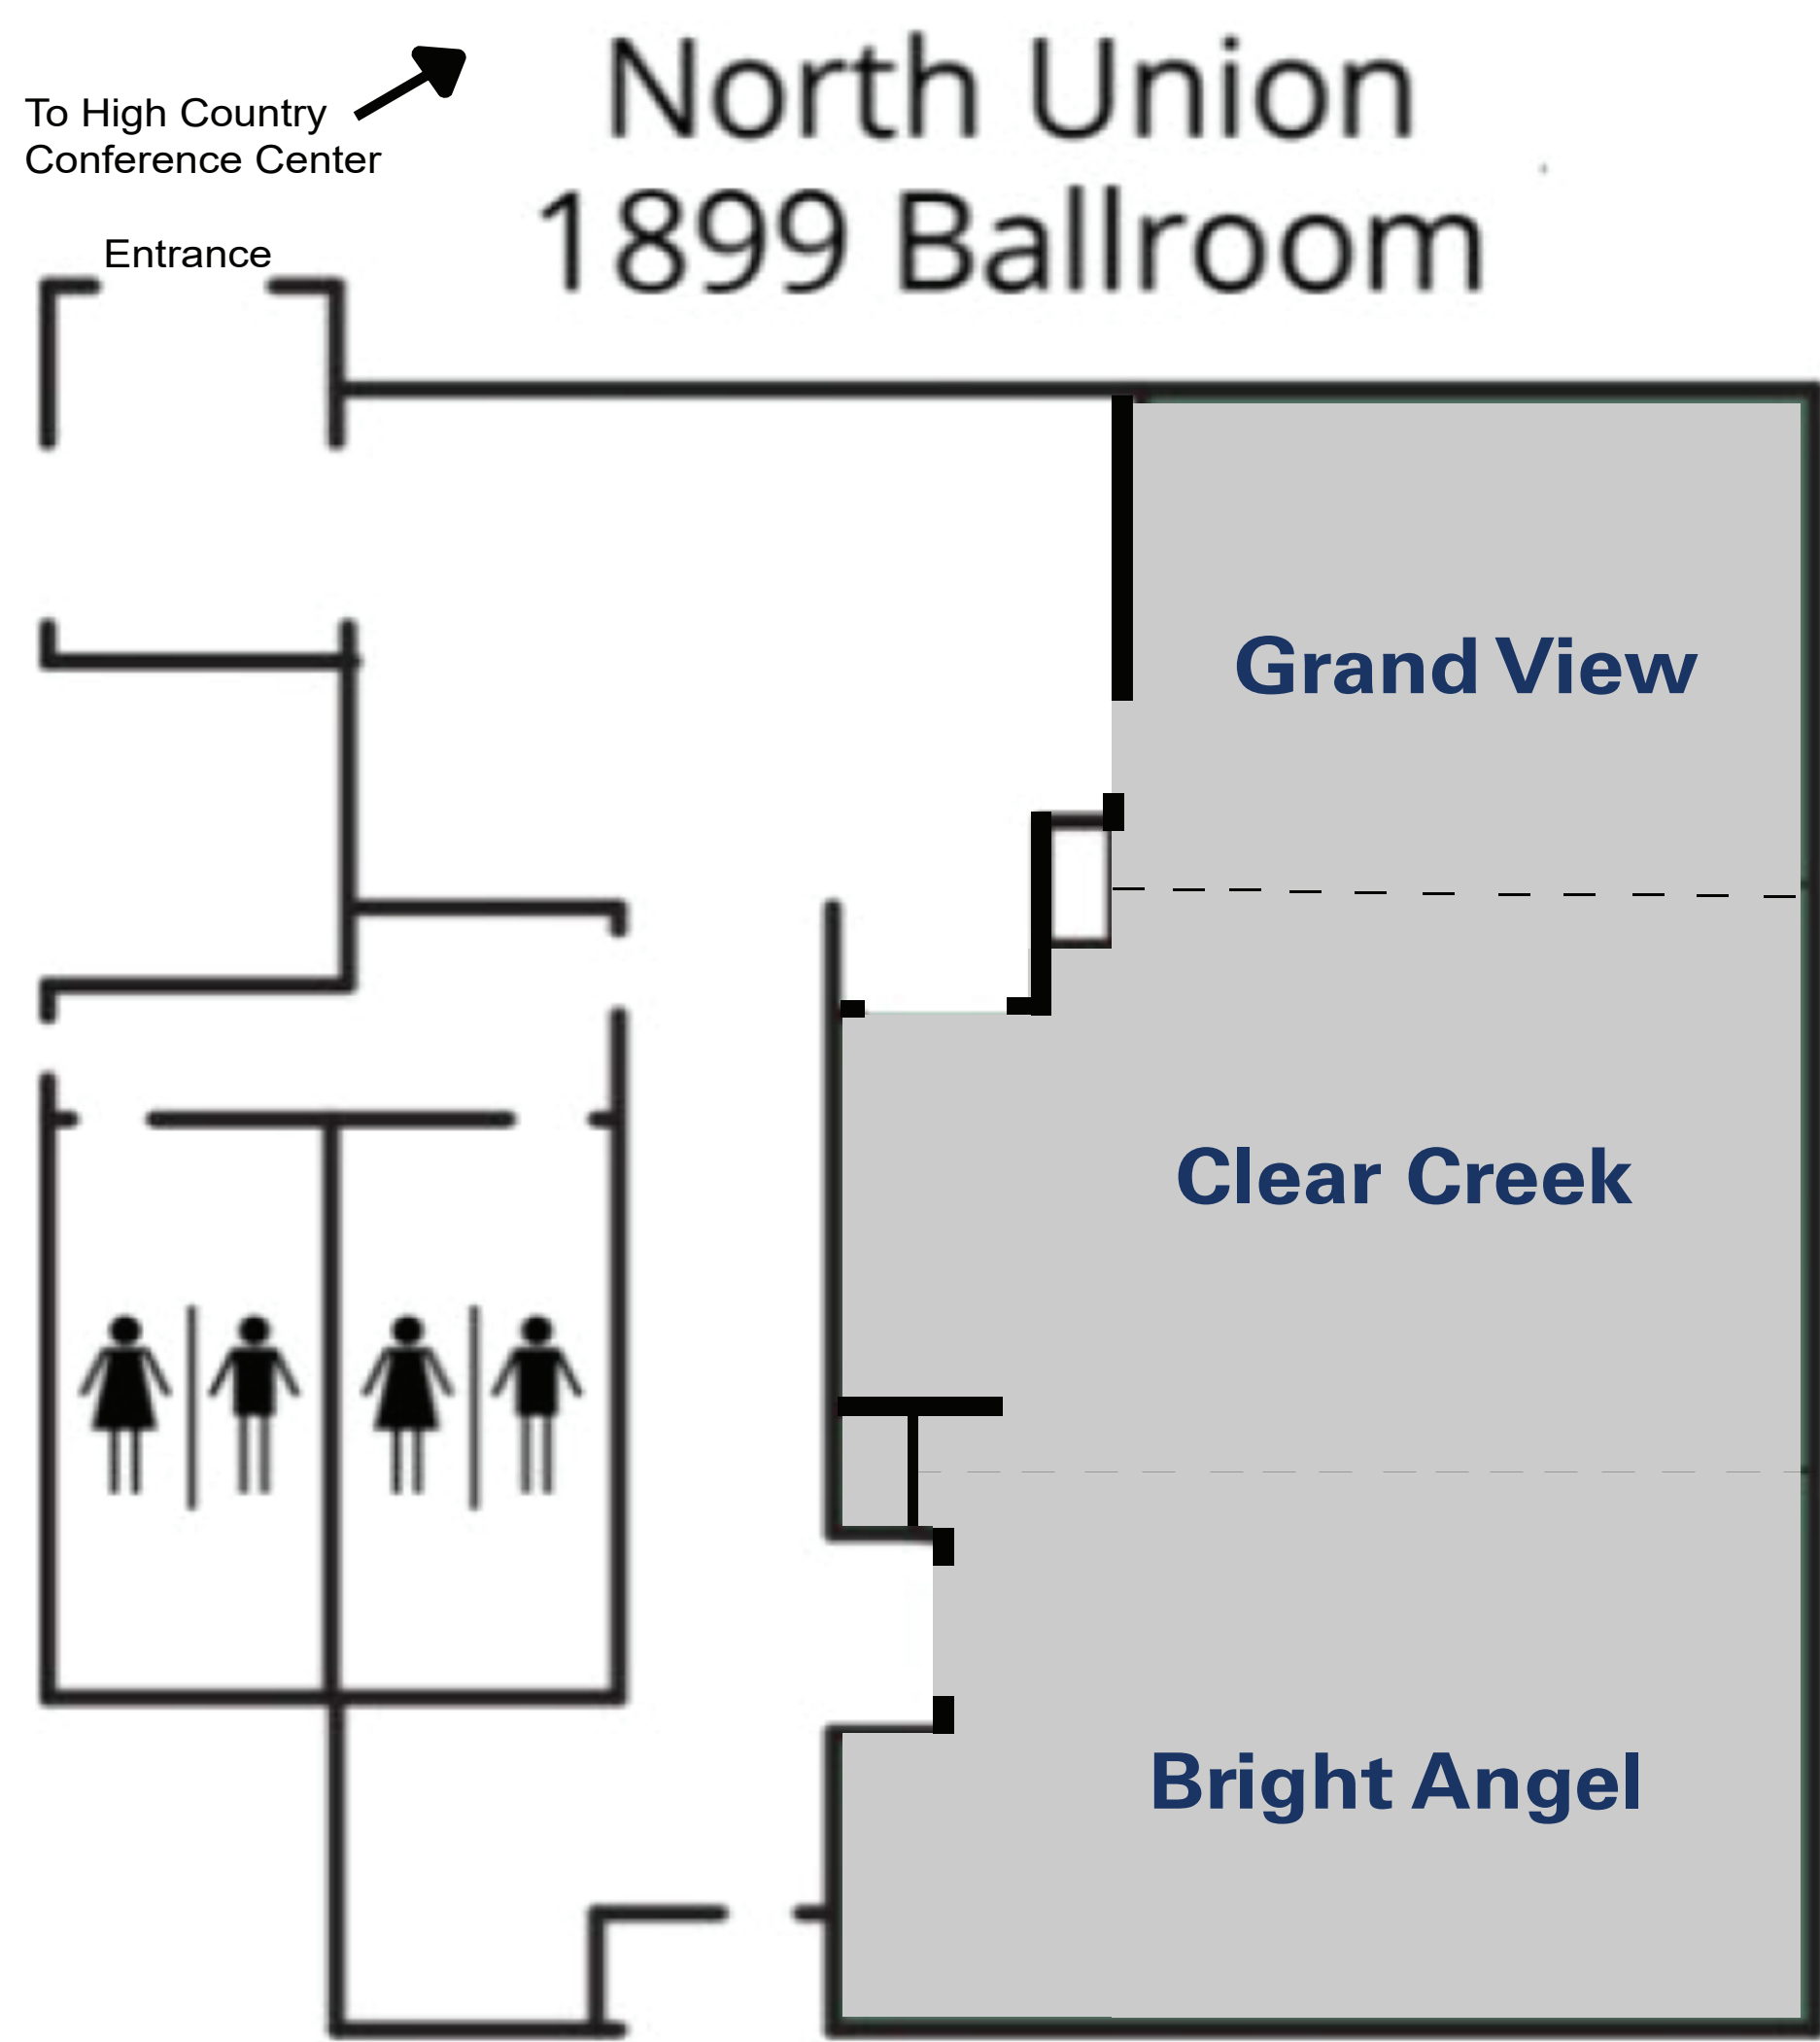 North Union
1899 Ballroom
To High Country
Conference Center
Entrance
Grand View
Clear Creek
Bright Angel